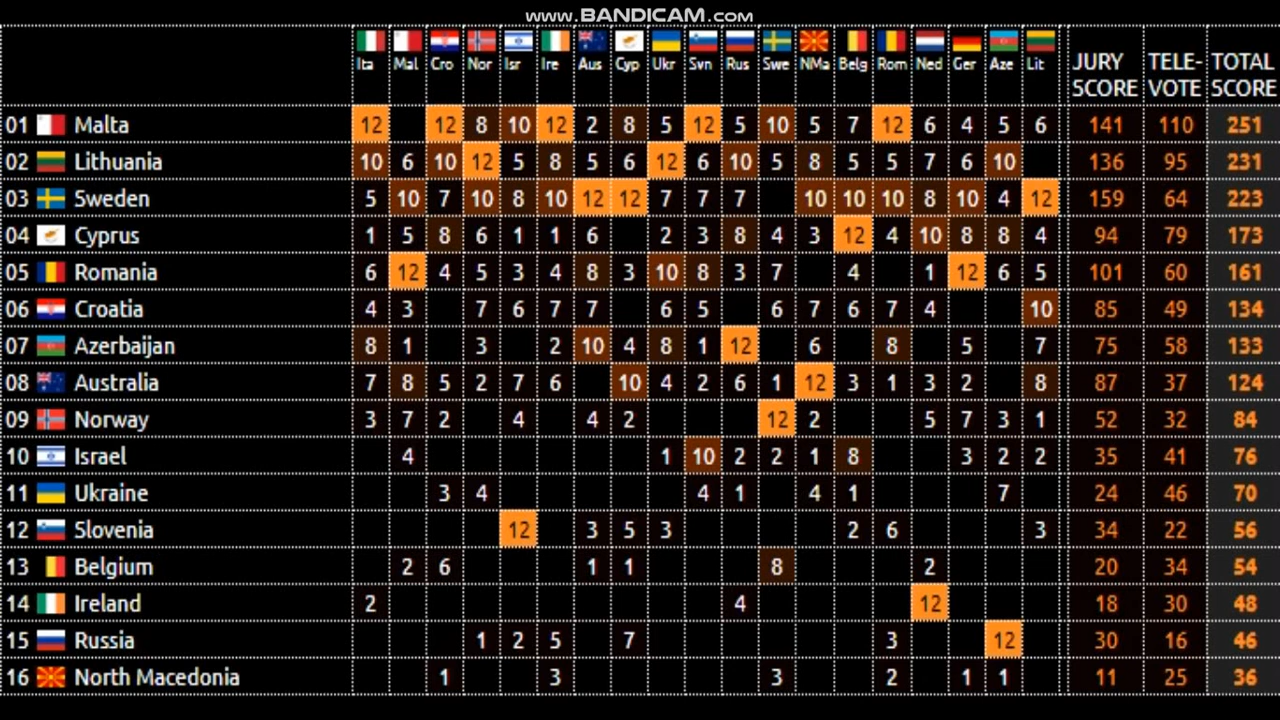 www.BANDICAM.com
Ita Mal Cro Nor Isr Ire Aus Cyp Ukr Svn Rus Swe NMa Belg Rom Ned Ger Aze Lit JURY SCORE TELE-VOTE TOTAL SCORE
01 Malta 12 12 8 10 12 2 8 5 12 5 10 5 7 12 6 4 5 6 141 110 251
02 Lithuania 10 6 10 12 5 8 5 6 12 6 10 5 8 5 5 7 6 10 136 95 231
03 Sweden 5 10 7 10 8 10 12 12 7 7 7 10 10 10 8 10 4 12 159 64 223
04 Cyprus 1 5 8 6 1 1 6 2 3 8 4 3 12 4 10 8 8 4 94 79 173
05 Romania 6 12 4 5 3 4 8 3 10 8 3 7 4 1 12 6 5 101 60 161
06 Croatia 4 3 7 6 7 7 6 5 6 7 6 7 4 10 85 49 134
07 Azerbaijan 8 1 3 2 10 4 8 1 12 6 8 5 7 75 58 133
08 Australia 7 8 5 2 7 6 10 4 2 6 1 12 3 1 3 2 8 87 37 124
09 Norway 3 7 2 4 4 2 12 2 5 7 3 1 52 32 84
10 Israel 4 1 10 2 2 1 8 3 2 2 35 41 76
11 Ukraine 3 4 4 1 4 1 7 24 46 70
12 Slovenia 12 3 5 3 2 6 3 34 22 56
13 Belgium 2 6 1 1 8 2 20 34 54
14 Ireland 2 4 12 18 30 48
15 Russia 1 2 5 7 3 12 30 16 46
16 North Macedonia 1 3 3 2 1 1 11 25 36